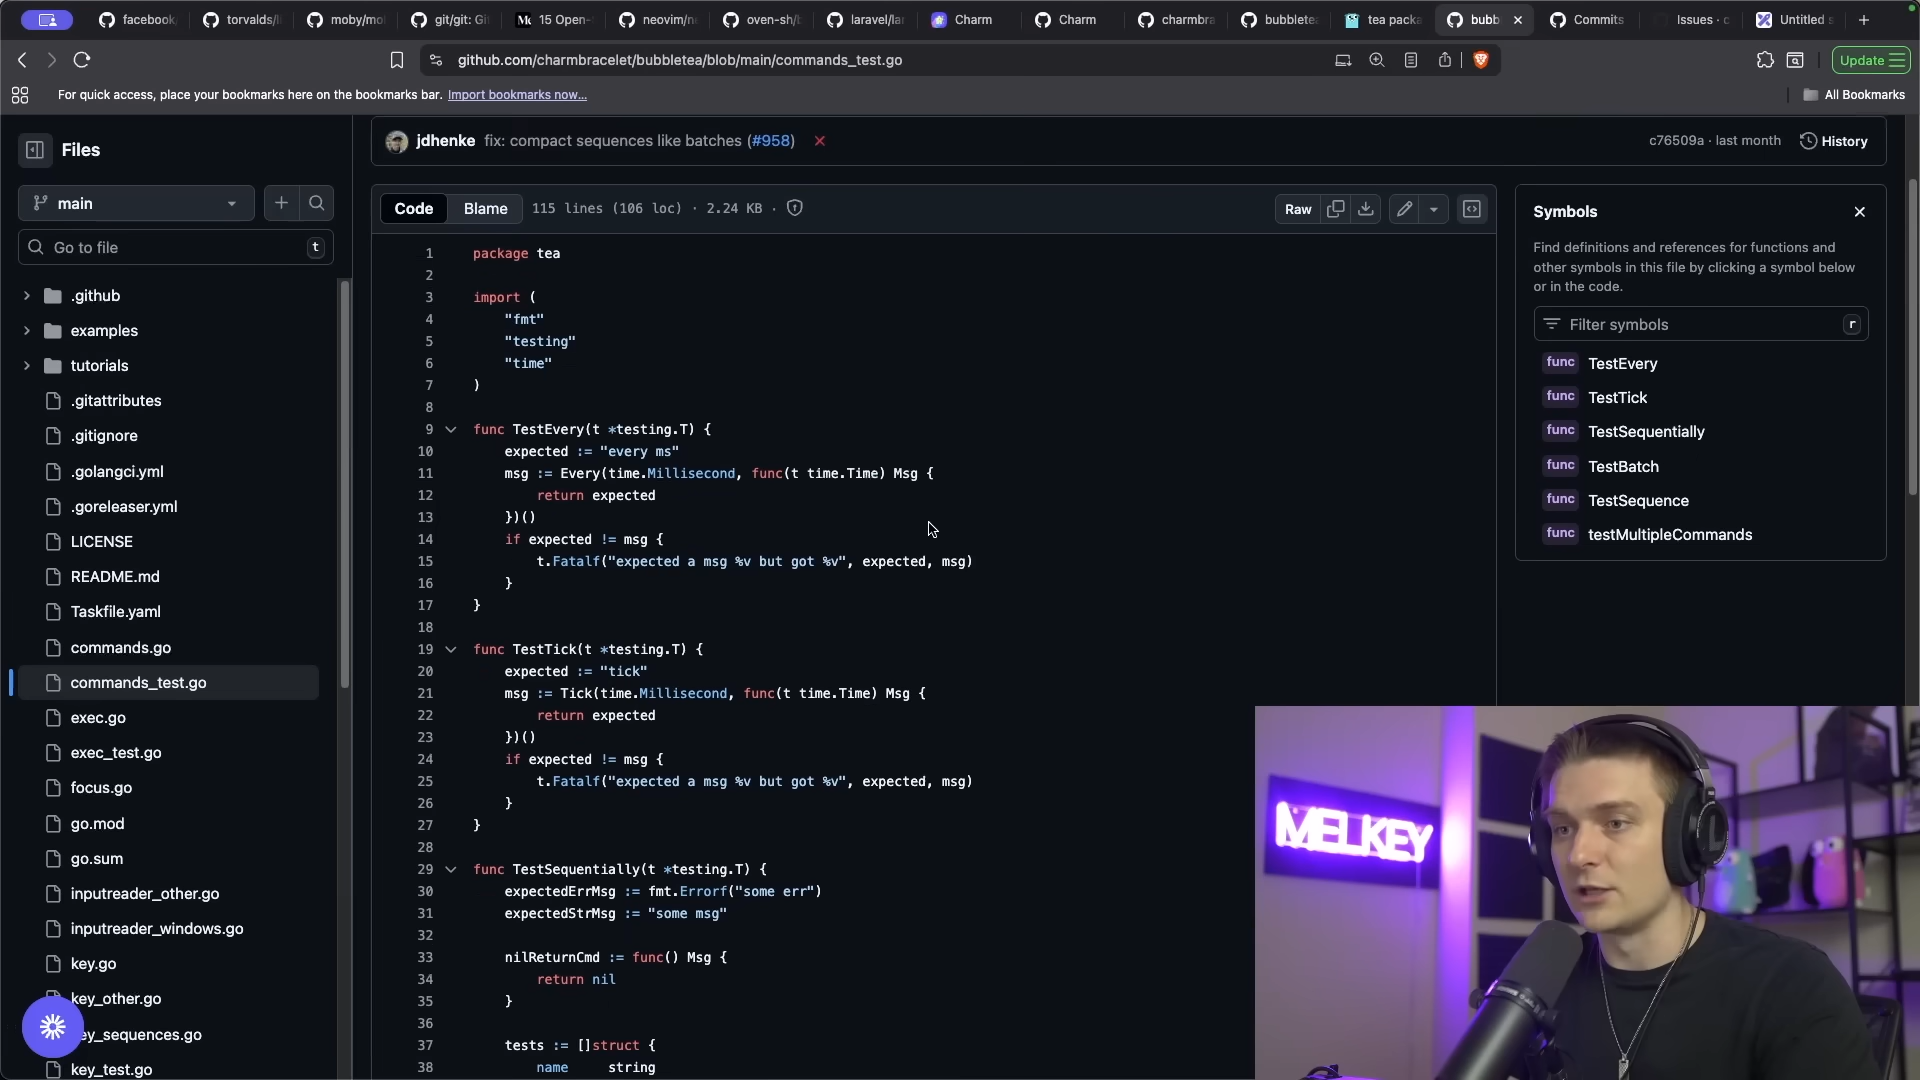 facebook/
torvalds/l
moby/mo
git/git: Gi
15 Open-
neovim/n
oven-sh/b
laravel/la
Charm
Charm
charmbra
bubblete
tea packa
bubb
Commits
Issues · c
Untitled s
github.com/charmbracelet/bubbletea/blob/main/commands_test.go
Update
For quick access, place your bookmarks here on the bookmarks bar. Import bookmarks now...
All Bookmarks
Files
main
Go to file
t
.github
examples
tutorials
.gitattributes
.gitignore
.golangci.yml
.goreleaser.yml
LICENSE
README.md
Taskfile.yaml
commands.go
commands_test.go
exec.go
exec_test.go
focus.go
go.mod
go.sum
inputreader_other.go
inputreader_windows.go
key.go
key_other.go
ey_sequences.go
key_test.go
jdhenke fix: compact sequences like batches (#958)
c76509a · last month
History
Code
Blame
115 lines (106 loc) · 2.24 KB ·
Raw
1 package tea
2
3 import (
4 "fmt"
5 "testing"
6 "time"
7 )
8
9 func TestEvery(t *testing.T) {
10 expected := "every ms"
11 msg := Every(time.Millisecond, func(t time.Time) Msg {
12 return expected
13 })()
14 if expected != msg {
15 t.Fatalf("expected a msg %v but got %v", expected, msg)
16 }
17 }
18
19 func TestTick(t *testing.T) {
20 expected := "tick"
21 msg := Tick(time.Millisecond, func(t time.Time) Msg {
22 return expected
23 })()
24 if expected != msg {
25 t.Fatalf("expected a msg %v but got %v", expected, msg)
26 }
27 }
28
29 func TestSequentially(t *testing.T) {
30 expectedErrMsg := fmt.Errorf("some err")
31 expectedStrMsg := "some msg"
32
33 nilReturnCmd := func() Msg {
34 return nil
35 }
36
37 tests := []struct {
38 name string
Symbols
Find definitions and references for functions and
other symbols in this file by clicking a symbol below
or in the code.
Filter symbols
r
func TestEvery
func TestTick
func TestSequentially
func TestBatch
func TestSequence
func testMultipleCommands
MELKEY